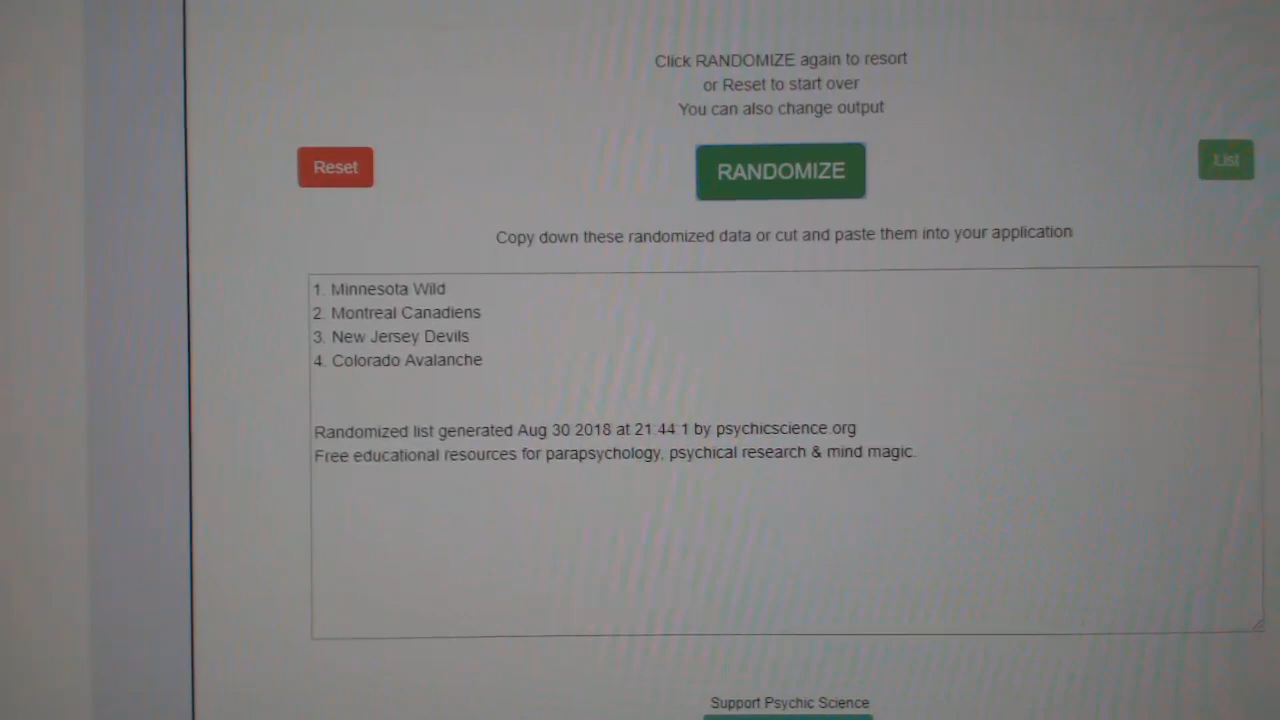 Click RANDOMIZE again to resort
or Reset to start over
You can also change output
Reset
RANDOMIZE
List
Copy down these randomized data or cut and paste them into your application
1. Minnesota Wild
2. Montreal Canadiens
3. New Jersey Devils
4. Colorado Avalanche
Randomized list generated Aug 30 2018 at 21:44:1 by psychicscience.org
Free educational resources for parapsychology, psychical research & mind magic.
Support Psychic Science